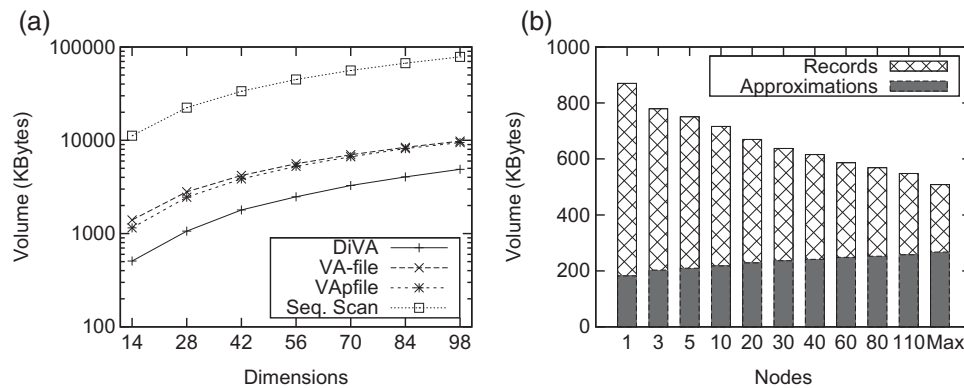 (a)
Volume (KBytes)
100000
10000
1000
100
14 28 42 56 70 84 98
Dimensions
DiVA
VA-file
VApfile
Seq. Scan
(b)
Volume (KBytes)
1000
800
600
400
200
0
1 3 5 10 20 30 40 60 80 110 Max
Nodes
Records
Approximations